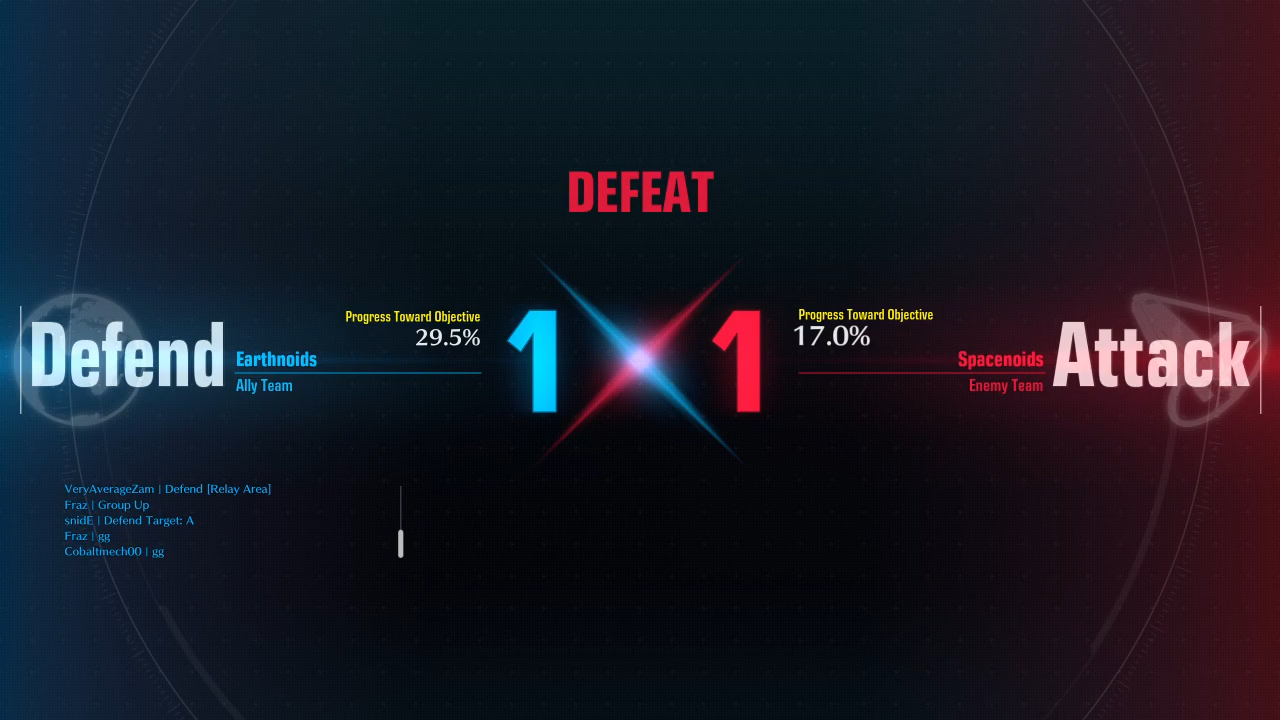 DEFEAT
Defend
Earthnoids
Ally Team
Progress Toward Objective
29.5%
1
1
Progress Toward Objective
17.0%
Spacenoids
Enemy Team
Attack
VeryAverageZam | Defend [Relay Area]
Fraz | Group Up
snidE | Defend Target: A
Fraz | gg
Cobaltmech00 | gg